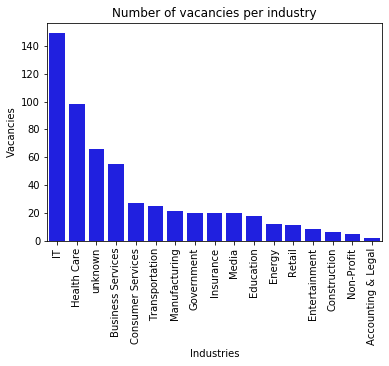 Number of vacancies per industry
Vacancies
140
120
100
80
60
40
20
0
IT
Health Care
unknown
Business Services
Consumer Services
Transportation
Manufacturing
Government
Insurance
Media
Education
Energy
Retail
Entertainment
Construction
Non-Profit
Accounting & Legal
Industries